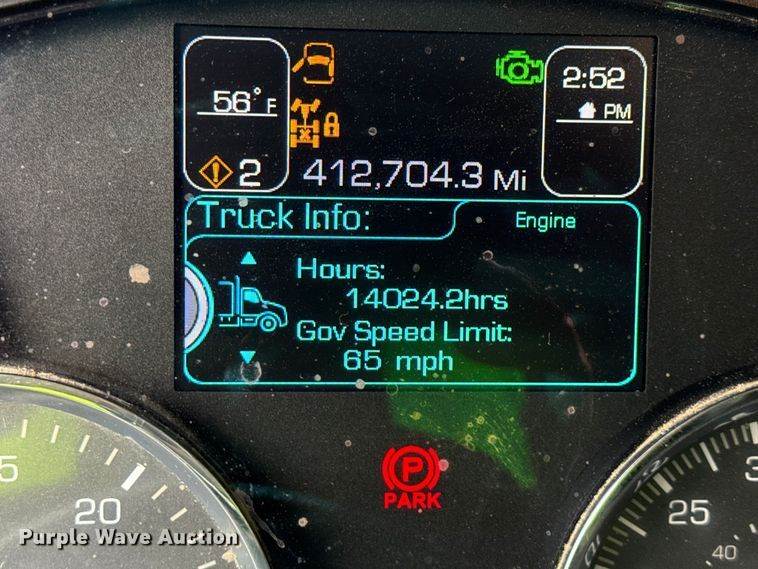 56° F
2:52
PM
2
412,704.3 Mi
Truck Info:
Engine
Hours:
14024.2hrs
Gov Speed Limit:
65 mph
P
PARK
20
25
40
Purple Wave Auction